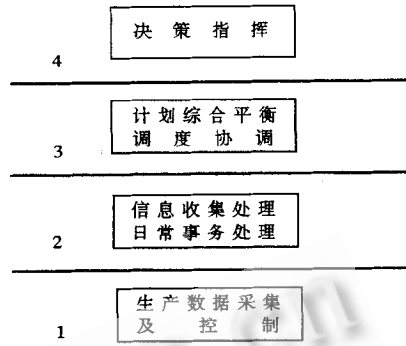 决策指挥
4
计划综合平衡
调度协调
3
信息收集处理
日常事务处理
2
生产数据采集
及控制
1